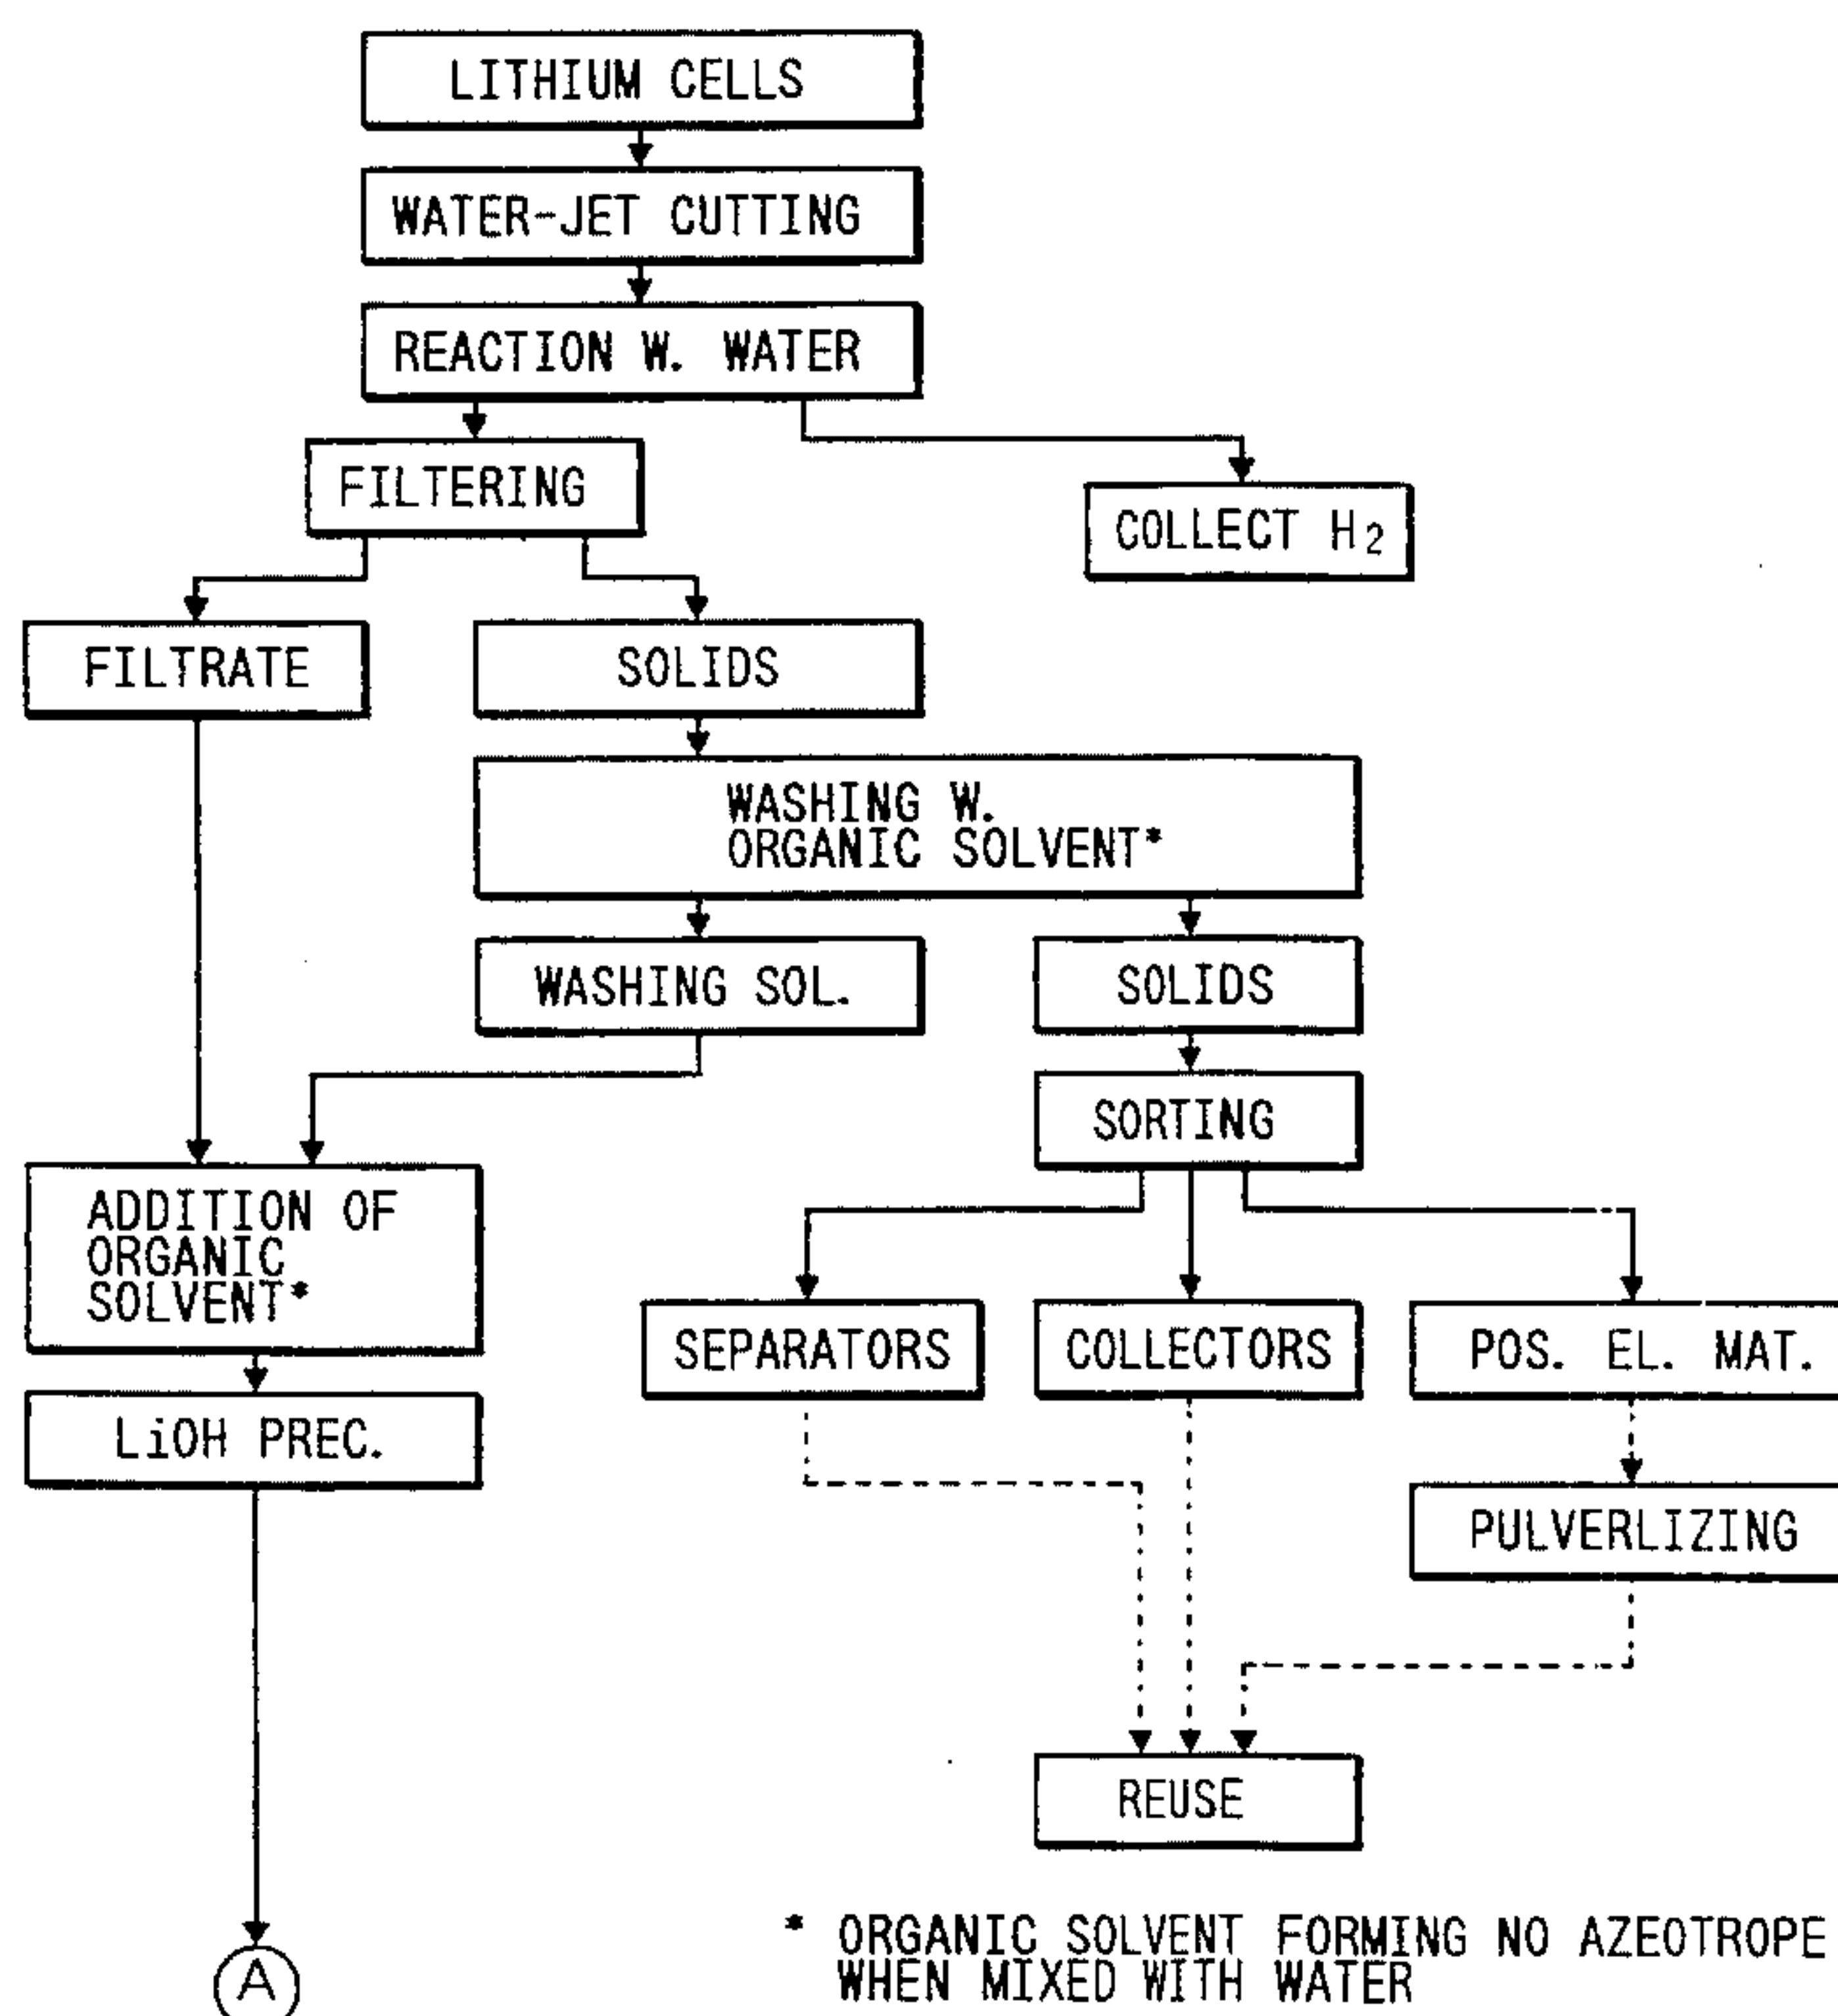 LITHIUM CELLS
WATER-JET CUTTING
REACTION W. WATER
FILTERING
COLLECT H₂
FILTRATE
SOLIDS
WASHING W.
ORGANIC SOLVENT*
WASHING SOL.
SOLIDS
SORTING
ADDITION OF
ORGANIC
SOLVENT*
SEPARATORS
COLLECTORS
POS. EL. MAT.
LiOH PREC.
PULVERLIZING
REUSE
A
* ORGANIC SOLVENT FORMING NO AZEOTROPE
WHEN MIXED WITH WATER